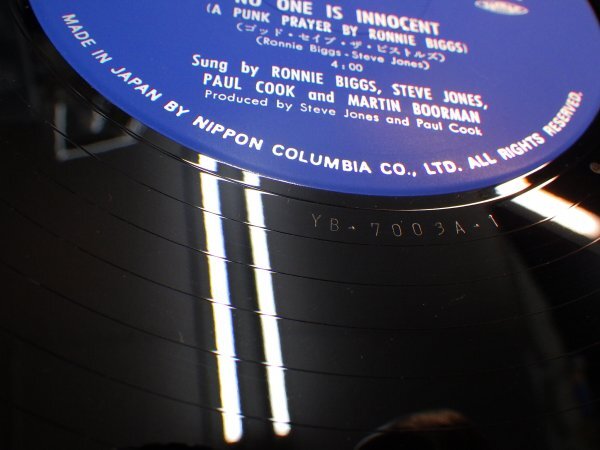 NO ONE IS INNOCENT
(A PUNK PRAYER BY RONNIE BIGGS)
(ゴッド・セイブ・ザ・ピストルズ)
(Ronnie Biggs - Steve Jones)
4:00
Sung by RONNIE BIGGS, STEVE JONES,
PAUL COOK and MARTIN BOORMAN
Produced by Steve Jones and Paul Cook
MADE IN JAPAN BY NIPPON COLUMBIA CO., LTD. ALL RIGHTS RESERVED.
YB-7003A-1